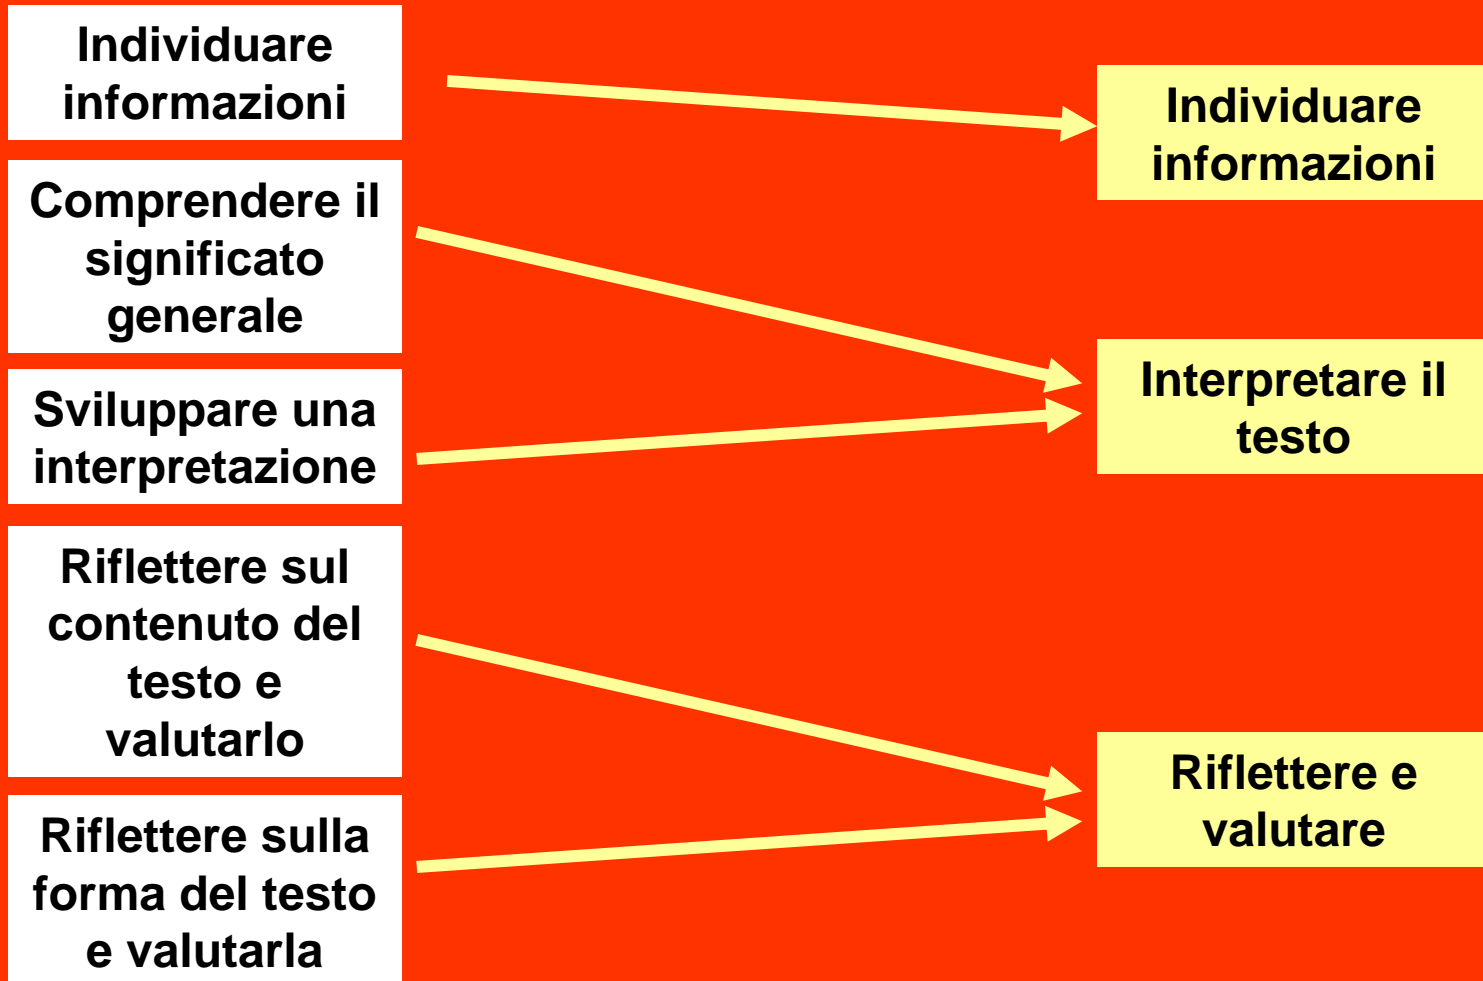 Individuare
informazioni
Comprendere il
significato
generale
Sviluppare una
interpretazione
Riflettere sul
contenuto del
testo e
valutarlo
Riflettere sulla
forma del testo
e valutarla
Individuare
informazioni
Interpretare il
testo
Riflettere e
valutare